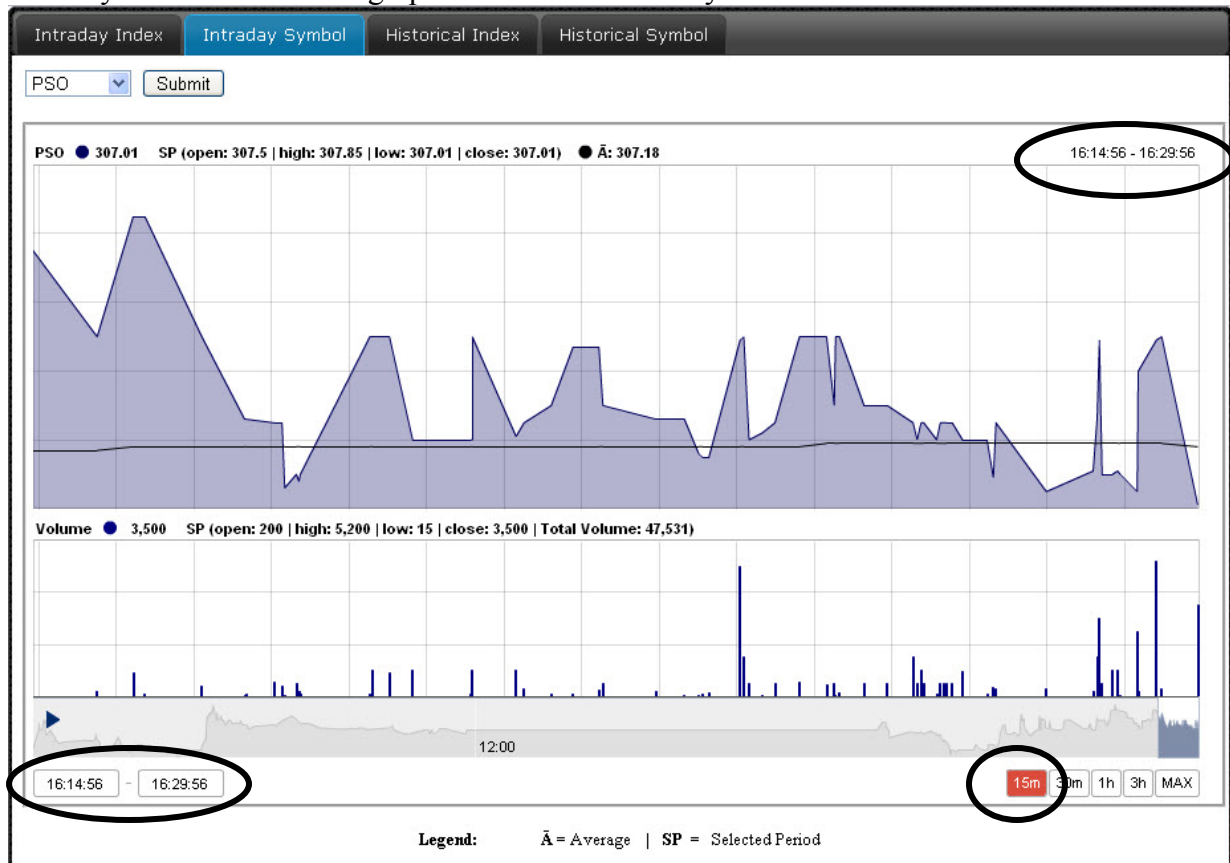 Intraday Index Intraday Symbol Historical Index Historical Symbol
PSO Submit
PSO 307.01 SP (open: 307.5 | high: 307.85 | low: 307.01 | close: 307.01) Ā: 307.18 16:14:56 - 16:29:56
Volume 3,500 SP (open: 200 | high: 5,200 | low: 15 | close: 3,500 | Total Volume: 47,531)
12:00
16:14:56 - 16:29:56 15m 30m 1h 3h MAX
Legend: Ā = Average | SP = Selected Period